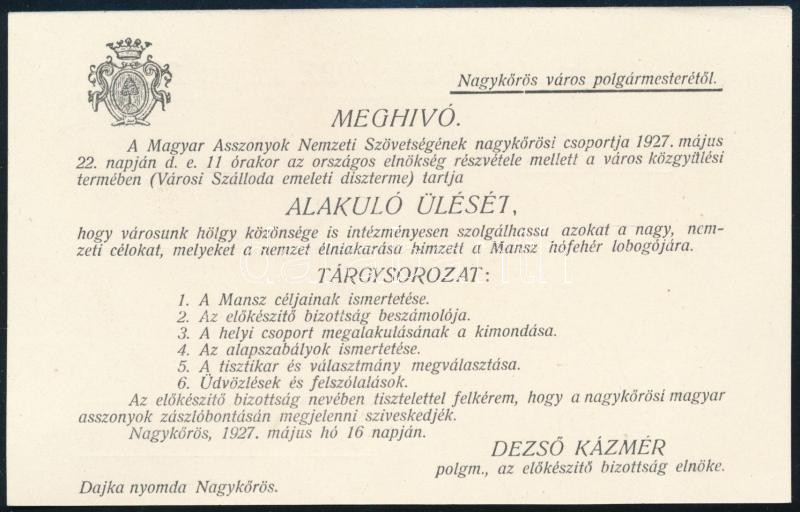 Nagykőrös város polgármesterétől.
MEGHIVÓ.
A Magyar Asszonyok Nemzeti Szövetségének nagykőrösi csoportja 1927. május
22. napján d. e. 11 órakor az országos elnökség részvétele mellett a város közgyülési
termében (Városi Szálloda emeleti diszterme) tartja
ALAKULÓ ÜLÉSÉT,
hogy városunk hölgy közönsége is intézményesen szolgálhassa azokat a nagy, nem-
zeti célokat, melyeket a nemzet élniakarása himzett a Mansz hófehér lobogójára.
TÁRGYSOROZAT:
1. A Mansz céljainak ismertetése.
2. Az előkészitő bizottság beszámolója.
3. A helyi csoport megalakulásának a kimondása.
4. Az alapszabályok ismertetése.
5. A tisztikar és választmány megválasztása.
6. Üdvözlések és felszólalások.
Az előkészitő bizottság nevében tisztelettel felkérem, hogy a nagykőrösi magyar
asszonyok zászlóbontásán megjelenni sziveskedjék.
Nagykőrös, 1927. május hó 16 napján.
DEZSŐ KÁZMÉR
polgm., az előkészitő bizottság elnöke.
Dajka nyomda Nagykőrös.